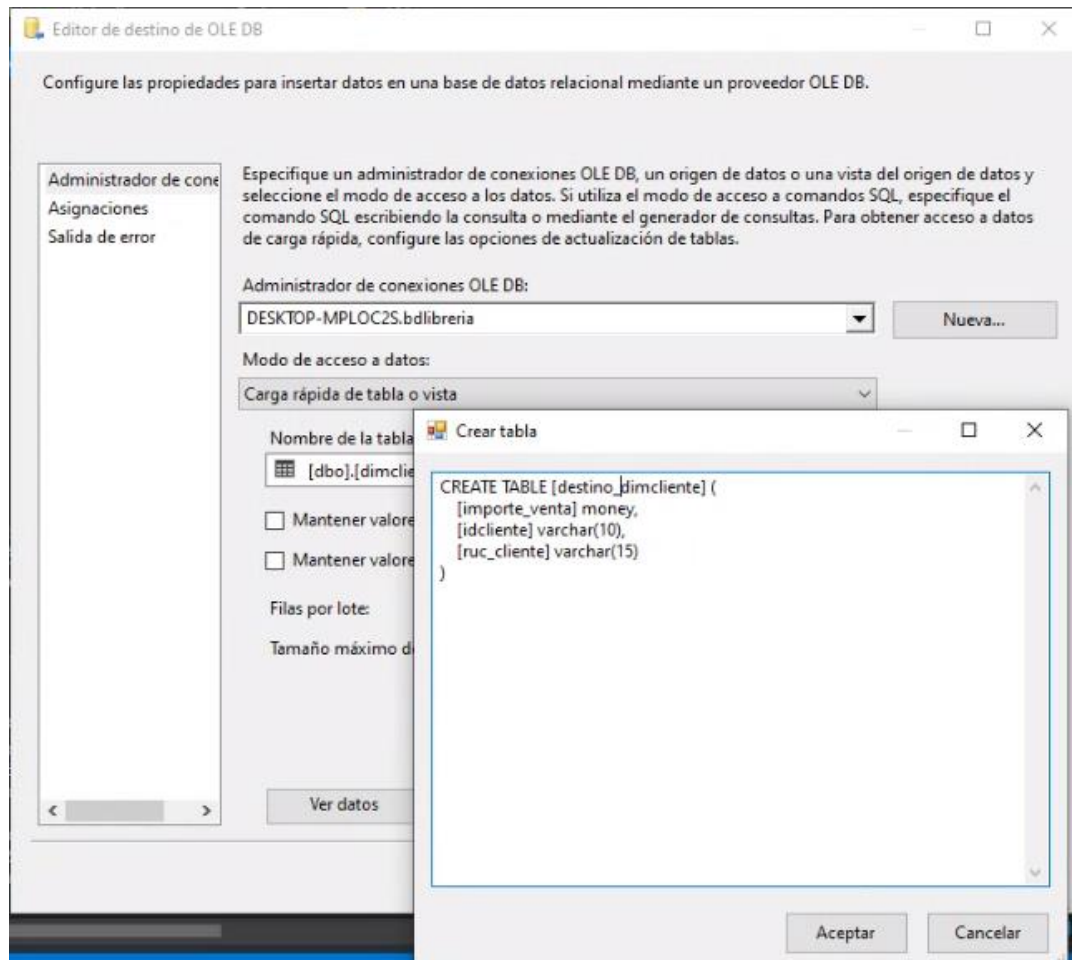 Editor de destino de OLE DB
Configure las propiedades para insertar datos en una base de datos relacional mediante un proveedor OLE DB.
Administrador de cone
Asignaciones
Salida de error
Especifique un administrador de conexiones OLE DB, un origen de datos o una vista del origen de datos y
seleccione el modo de acceso a los datos. Si utiliza el modo de acceso a comandos SQL, especifique el
comando SQL escribiendo la consulta o mediante el generador de consultas. Para obtener acceso a datos
de carga rápida, configure las opciones de actualización de tablas.
Administrador de conexiones OLE DB:
DESKTOP-MPLOC2S.bdlibreria
Nueva...
Modo de acceso a datos:
Carga rápida de tabla o vista
Nombre de la tabla
[dbo].[dimclie
Mantener valore
Mantener valore
Filas por lote:
Tamaño máximo d
Ver datos
Crear tabla
CREATE TABLE [destino_dimcliente] (
[importe_venta] money,
[idcliente] varchar(10),
[ruc_cliente] varchar(15)
)
Aceptar
Cancelar